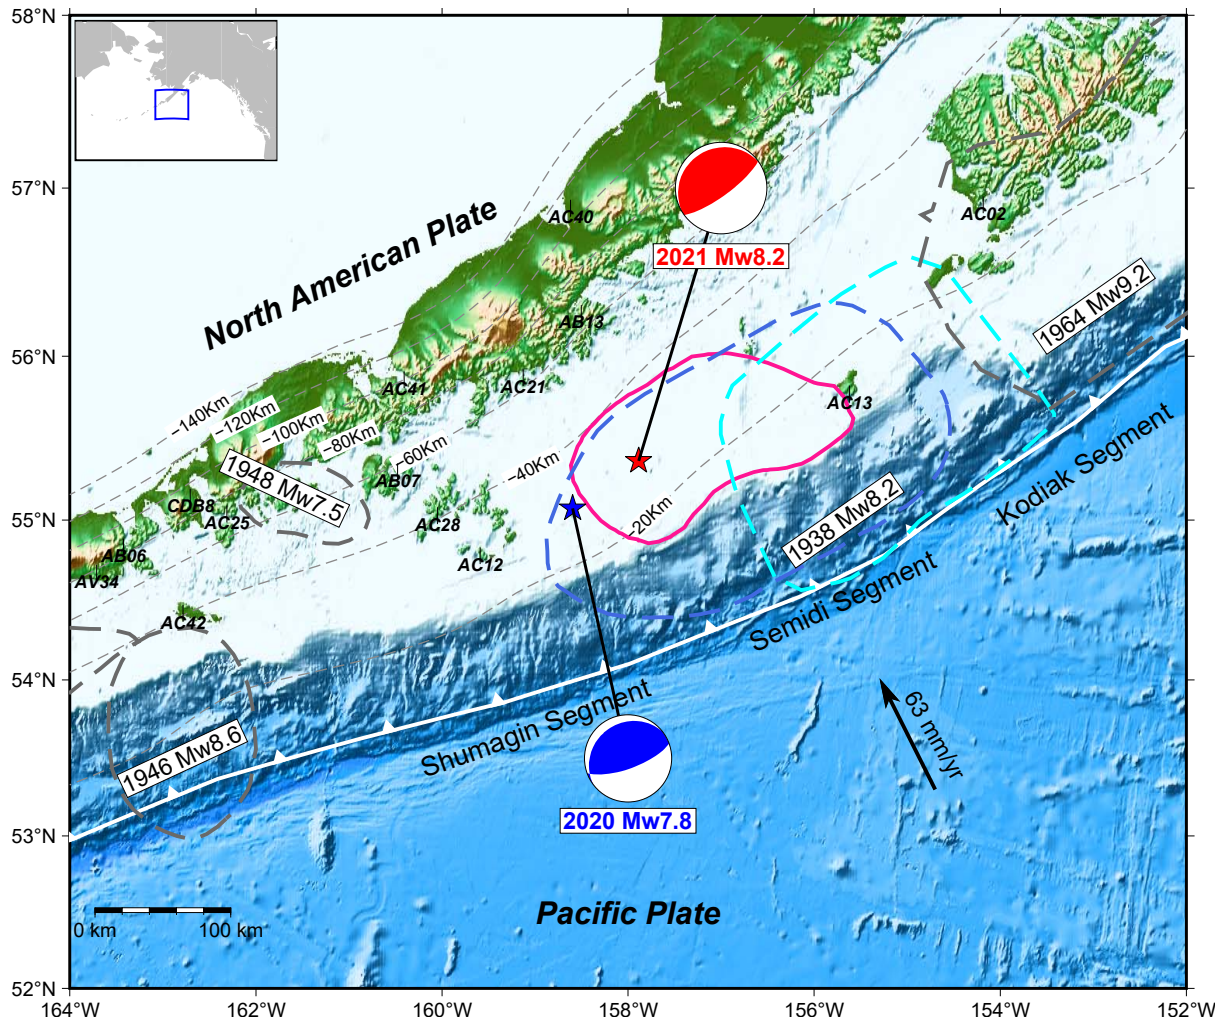 58°N
57°N
56°N
55°N
54°N
53°N
52°N
164°W
162°W
160°W
158°W
156°W
154°W
152°W
North American Plate
AC40
AC02
2021 Mw8.2
1964 Mw9.2
AB13
AC41
AC21
AC13
−140Km
−120Km
−100Km
−80Km
−60Km
−40Km
−20Km
1948 Mw7.5
AB07
CDB8
AC25
AC28
AB06
AV34
AC12
AC42
1938 Mw8.2
Kodiak Segment
Semidi Segment
Shumagin Segment
1946 Mw8.6
63 mm/yr
2020 Mw7.8
Pacific Plate
0 km
100 km